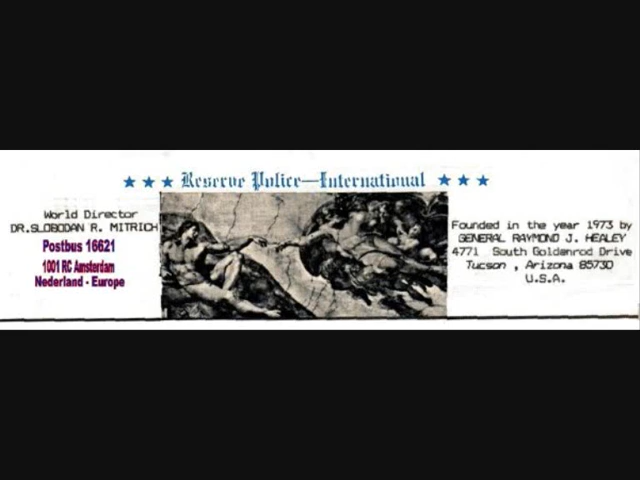 ★ ★ ★ Reserve Police—International ★ ★ ★
World Director
DR.SLOBODAN R. MITRICH
Postbus 16621
1001 RC Amsterdam
Nederland - Europe
Founded in the year 1973 by
GENERAL RAYMOND J. HEALEY
4771 South Goldenrod Drive
Tucson , Arizona 85730
U.S.A.